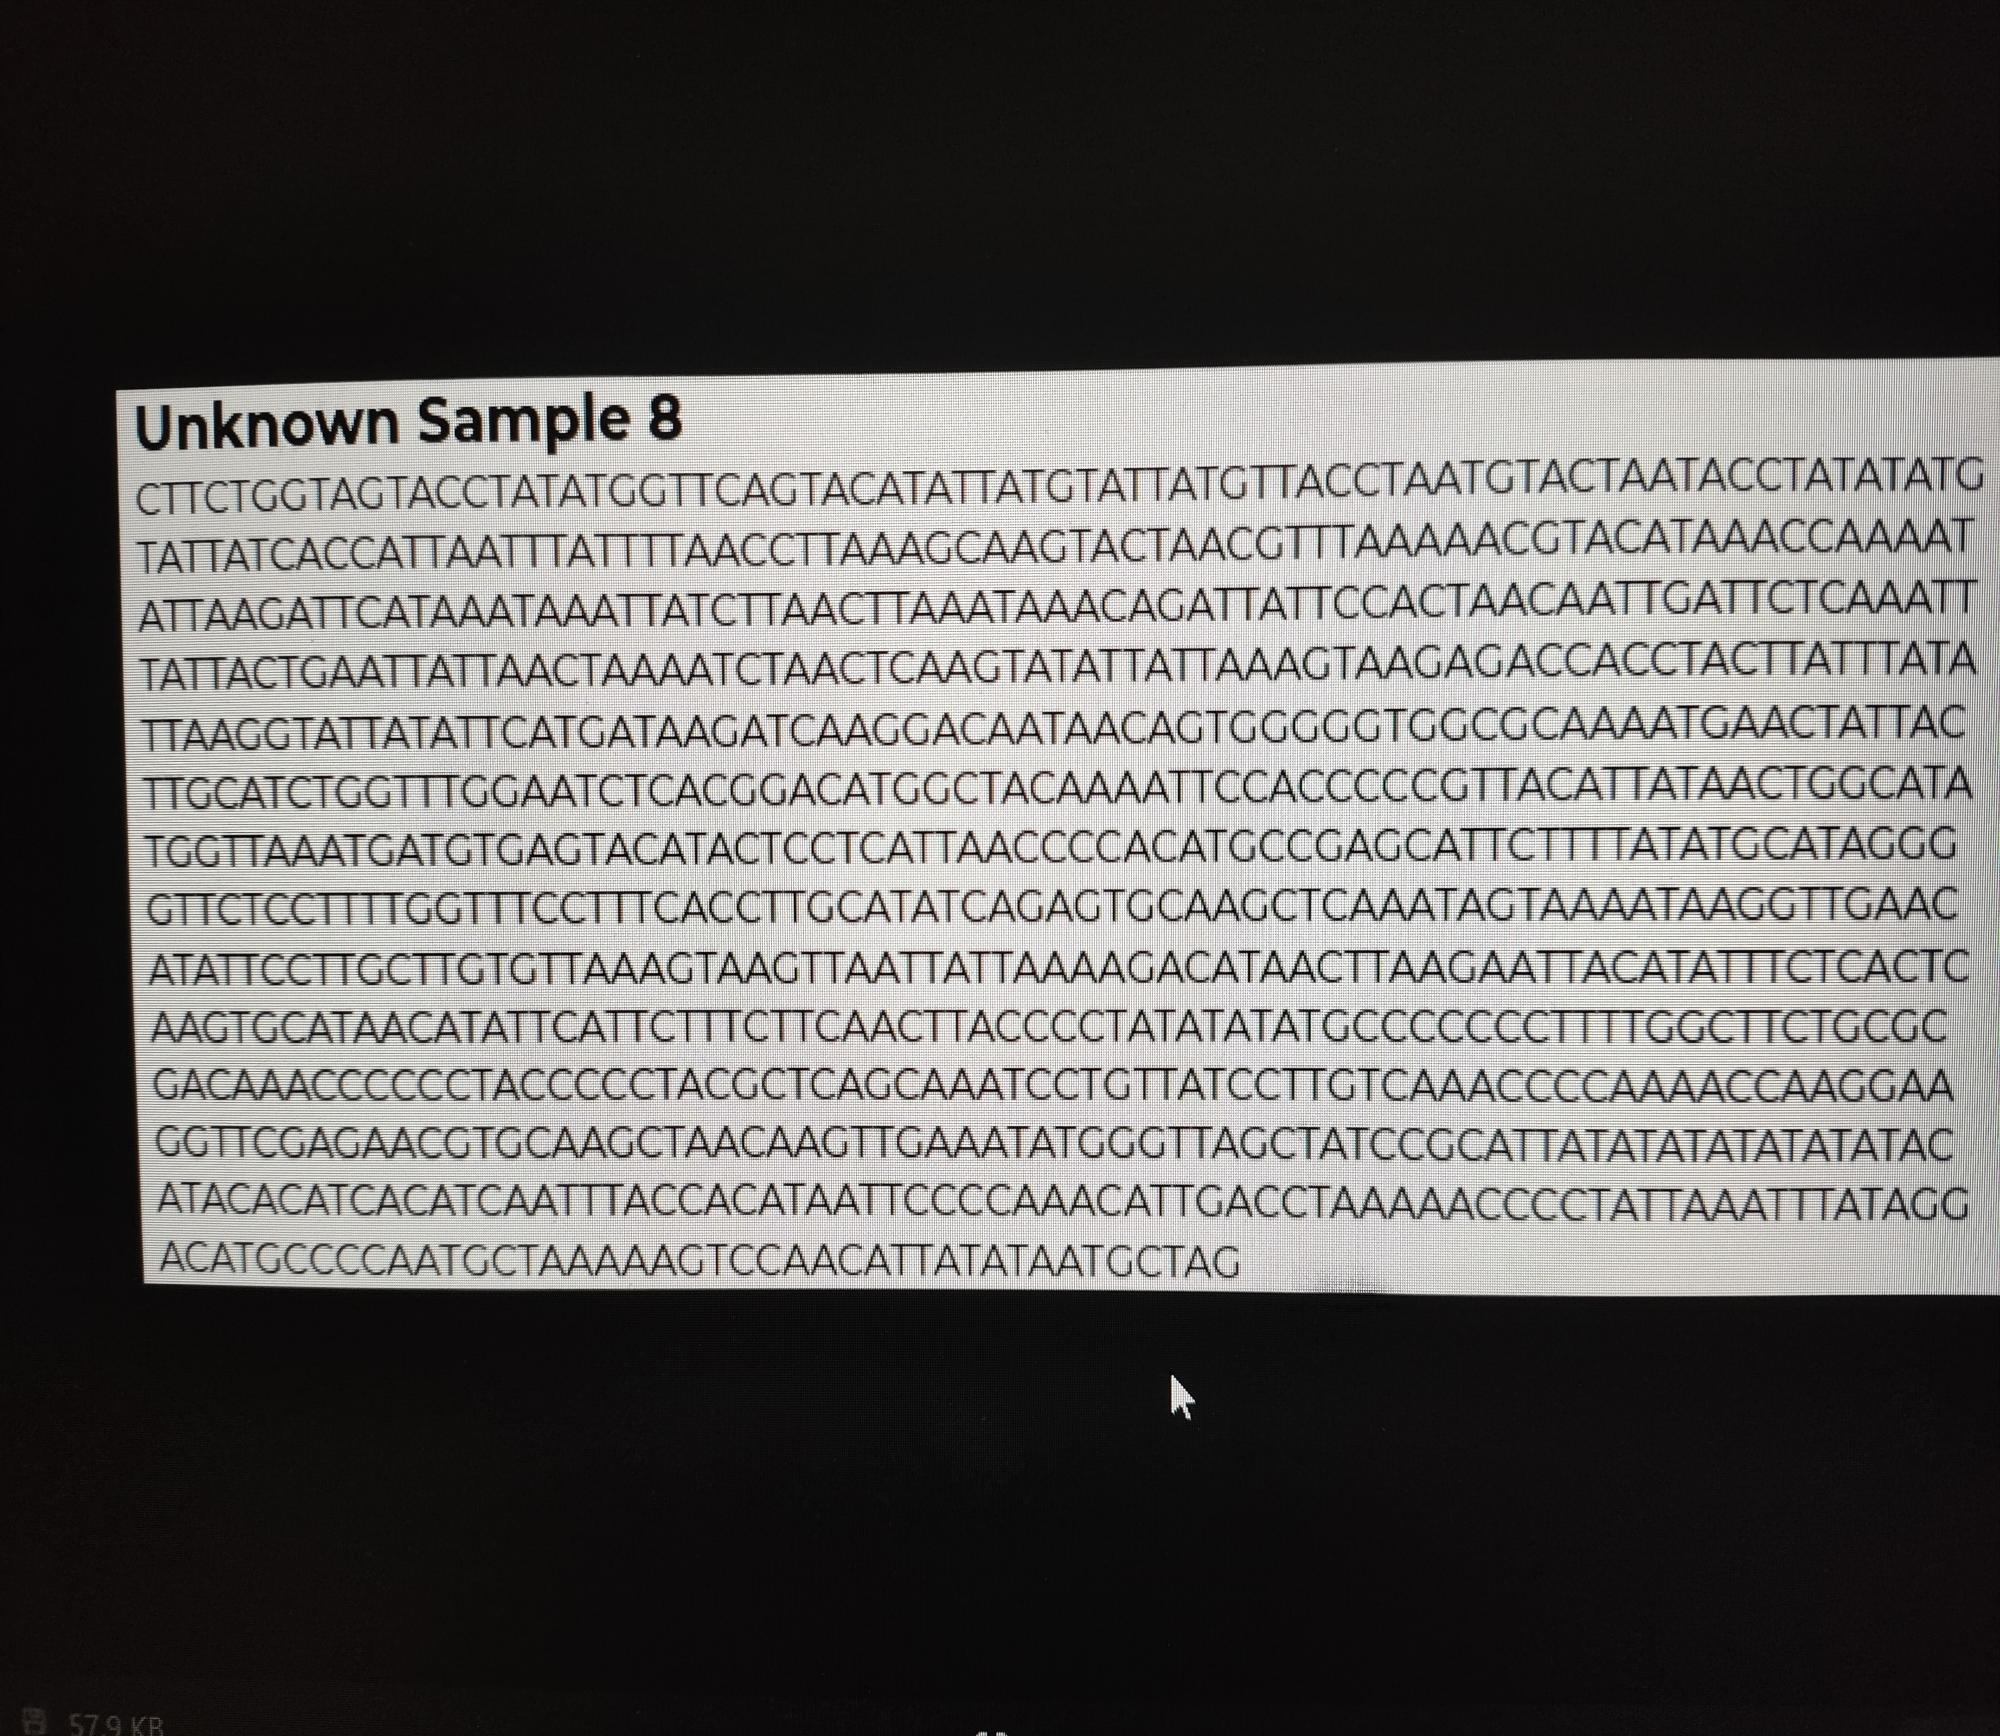 Unknown Sample 8
CTTCTGGTAGTACCTATATGGTTCAGTACATATTATGTATTATGTTACCTAATGTACTAATACCTATATATG
TATTATCACCATTAATTTATTTTAACCTTAAAGCAAGTACTAACGTTTAAAAACGTACATAAACCAAAAT
ATTAAGATTCATAAATAAATTATCTTAACTTAAATAAACAGATTATTCCACTAACAATTGATTCTCAAATT
TATTACTGAATTATTAACTAAAATCTAACTCAAGTATATTATTAAAGTAAGAGACCACCTACTTATTTATA
TTAAGGTATTATATTCATGATAAGATCAAGGACAATAACAGTGGGGGTGGCGCAAAATGAACTATTAC
TTGCATCTGGTTTGGAATCTCACGGACATGGCTACAAAATTCCACCCCCGTTACATTATAACTGGCATA
TGGTTAAATGATGTGAGTACATACTCCTCATTAACCCCACATGCCGAGCATTCTTTTATATGCATAGGG
GTTCTCCTTTTGGTTTCCTTTCACCTTGCATATCAGAGTGCAAGCTCAAATAGTAAAATAAGGTTGAAC
ATATTCCTTGCTTGTGTTAAAGTAAGTTAATTATTAAAAGACATAACTTAAGAATTACATATTTCTCACTC
AAGTGCATAACATATTCATTCTTTCTTCAACTTACCCCTATATATATGCCCCCCCTTTTGGCTTCTGCGC
GACAAACCCCCCTACCCCCTACGCTCAGCAAATCCTGTTATCCTTGTCAAACCCCAAAACCAAGGAA
GGTTCGAGAACGTGCAAGCTAACAAGTTGAAATATGGGTTAGCTATCCGCATTATATATATATATATAC
ATACACATCACATCAATTTACCACATAATTCCCCAAACATTGACCTAAAAACCCCTATTAAATTTATAGG
ACATGCCCCAATGCTAAAAAGTCCAACATTATATAATGCTAG
57.9 KB